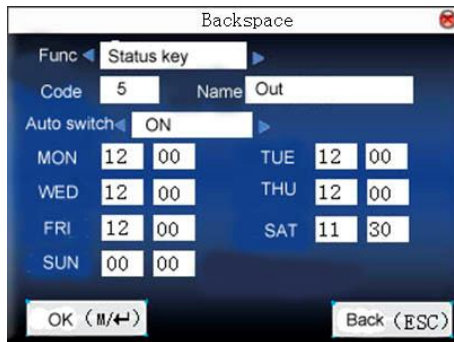 Backspace
Func Status key
Code 5 Name Out
Auto switch ON
MON 12 00 TUE 12 00
WED 12 00 THU 12 00
FRI 12 00 SAT 11 30
SUN 00 00
OK (M/↵) Back (ESC)